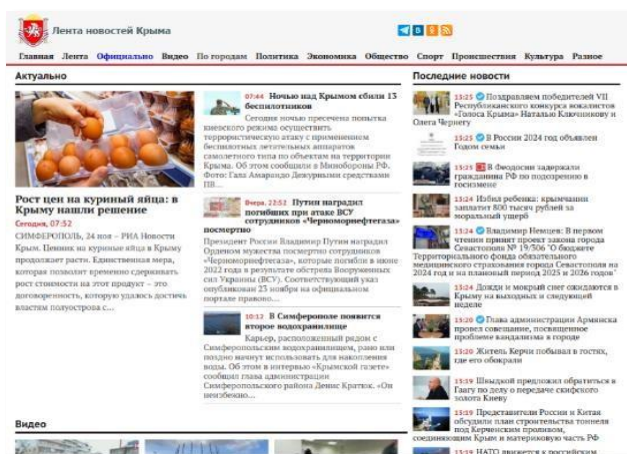 Лента новостей Крыма
Главная Лента Официально Видео По городам Политика Экономика Общество Спорт Происшествия Культура Разное
Актуально
Рост цен на куриный яйца: в
Крыму нашли решение
Сегодня, 07:52
СИМФЕРОПОЛЬ, 24 ноя – РИА Новости
Крым. Ценник на куриные яйца в Крыму
продолжает расти. Единственная мера,
которая позволит временно сдерживать
рост стоимости на этот продукт – это
договоренность, которую удалось достичь
властям полуострова с...
07:44 Ночью над Крымом сбили 13
беспилотников
Сегодня ночью пресечена попытка
киевского режима осуществить
террористическую атаку с применением
беспилотных летательных аппаратов
самолетного типа по объектам на территории
Крыма. Об этом сообщили в Минобороны РФ.
Фото: Гала Амарандо Дежурными средствами
ПВ...
Вчера, 22:52 Путин наградил
погибших при атаке ВСУ
сотрудников «Черноморнефтегаза»
посмертно
Президент России Владимир Путин наградил
Орденом мужества посмертно сотрудников
«Черноморнефтегаза», которые погибли в июне
2022 года в результате обстрела Вооруженных
сил Украины (ВСУ). Соответствующий указ
опубликован 23 ноября на официальном
портале правово...
10:12 В Симферополе появится
второе водохранилище
Карьер, расположенный рядом с
Симферопольским водохранилищем, рано или
поздно начнут использовать для накопления
воды. Об этом в интервью «Крымской газете»
сообщил глава администрации
Симферопольского района Денис Кратюк. «Он
неизбежно...
Видео
Последние новости
13:25 Поздравляем победителей VII
Республиканского конкурса вокалистов
«Голоса Крыма» Наталью Ключникову и
Олега Чернегу
13:25 В России 2024 год объявлен
Годом семьи
13:25 В Феодосии задержали
гражданина РФ по подозрению в
госизмене
13:24 Избил ребенка: крымчанин
заплатит 800 тысяч рублей за
моральный ущерб
13:24 Владимир Немцев: В первом
чтении принят проект закона города
Севастополя № 19/306 "О бюджете
Территориального фонда обязательного
медицинского страхования города Севастополя на
2024 год и на плановый период 2025 и 2026 годов"
13:24 Дожди и мокрый снег ожидаются в
Крыму на выходных и следующей
неделе
13:20 Глава администрации Армянска
провел совещание, посвященное
проблеме вандализма в городе
13:20 Житель Керчи побывал в гостях,
где его обокрали
13:19 Швыдкой предложил обратиться в
Гаагу по делу о передаче скифского
золота Киеву
13:19 Представители России и Китая
обсудили план строительства тоннеля
под Керченским проливом,
соединяющим Крым и материковую часть РФ
13:19 НАТО движется к российским